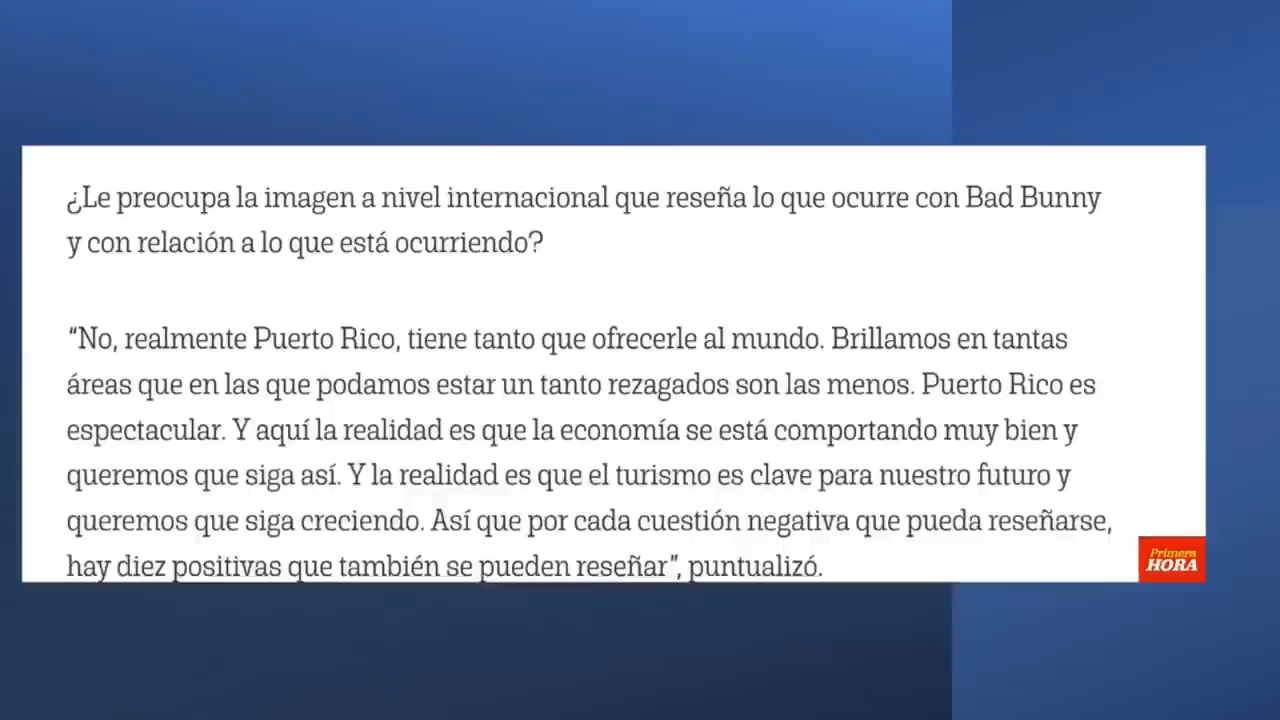 ¿Le preocupa la imagen a nivel internacional que reseña lo que ocurre con Bad Bunny
y con relación a lo que está ocurriendo?
“No, realmente Puerto Rico, tiene tanto que ofrecerle al mundo. Brillamos en tantas
áreas que en las que podamos estar un tanto rezagados son las menos. Puerto Rico es
espectacular. Y aquí la realidad es que la economía se está comportando muy bien y
queremos que siga así. Y la realidad es que el turismo es clave para nuestro futuro y
queremos que siga creciendo. Así que por cada cuestión negativa que pueda reseñarse,
hay diez positivas que también se pueden reseñar”, puntualizó.
Primera
HORA